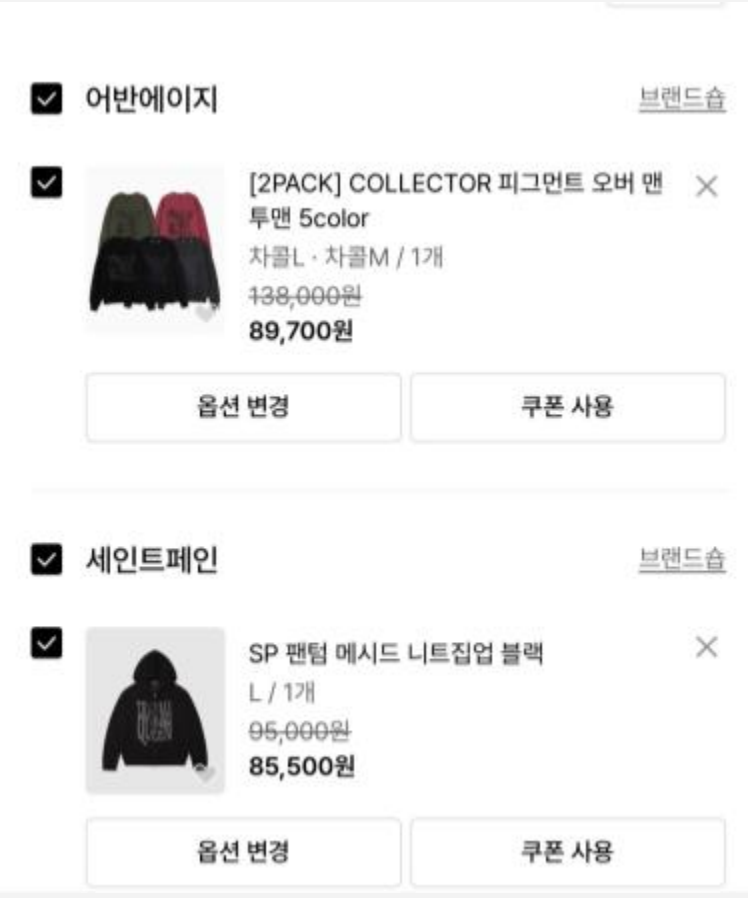 어반에이지
브랜드숍
[2PACK] COLLECTOR 피그먼트 오버 맨
투맨 5color
차콜L · 차콜M / 1개
138,000원
89,700원
옵션 변경
쿠폰 사용
세인트페인
브랜드숍
SP 팬텀 메시드 니트집업 블랙
L / 1개
95,000원
85,500원
옵션 변경
쿠폰 사용